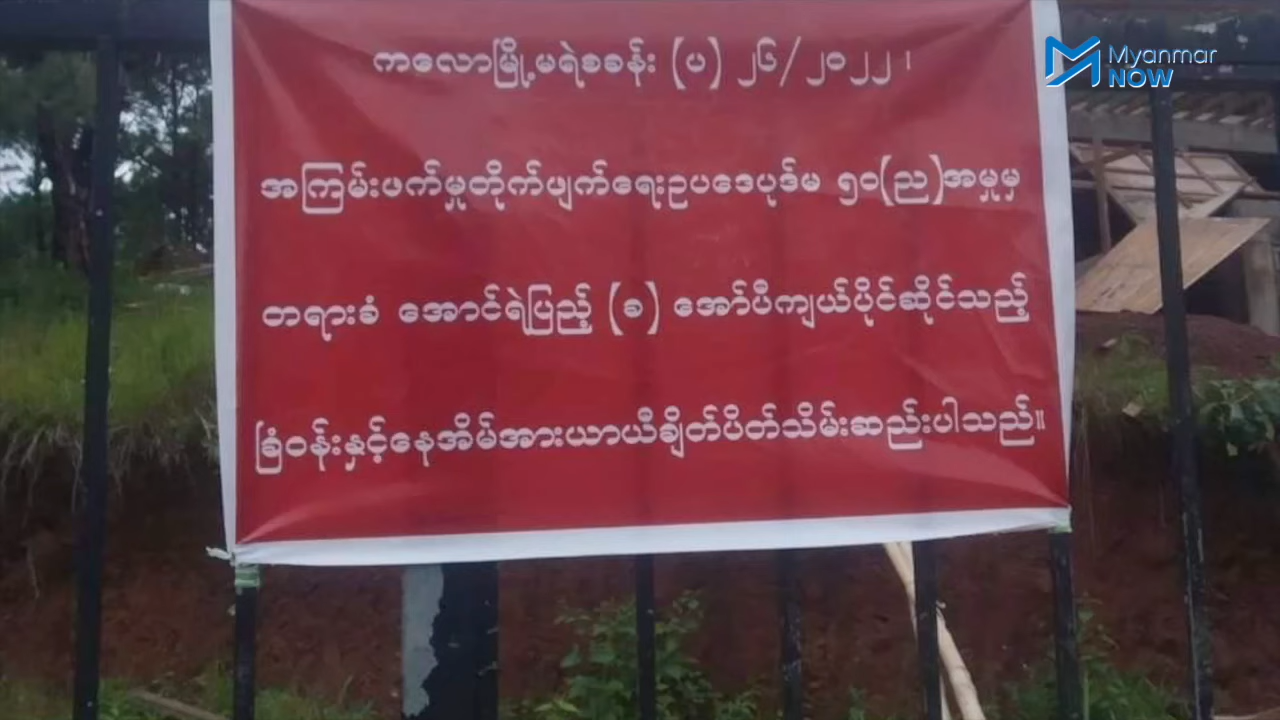 ကလောမြို့မရဲစခန်း (ပ) ၂၆/၂၀၂၂ ၊
Myanmar
NOW
အကြမ်းဖက်မှုတိုက်ဖျက်ရေးဥပဒေပုဒ်မ ၅၀(ည)အမှုမှ
တရားခံ အောင်ရဲပြည့် (ခ) အော်ပီကျယ်ပိုင်ဆိုင်သည့်
ခြံဝန်းနှင့်နေအိမ်အားယာယီချိတ်ပိတ်သိမ်းဆည်းပါသည်။